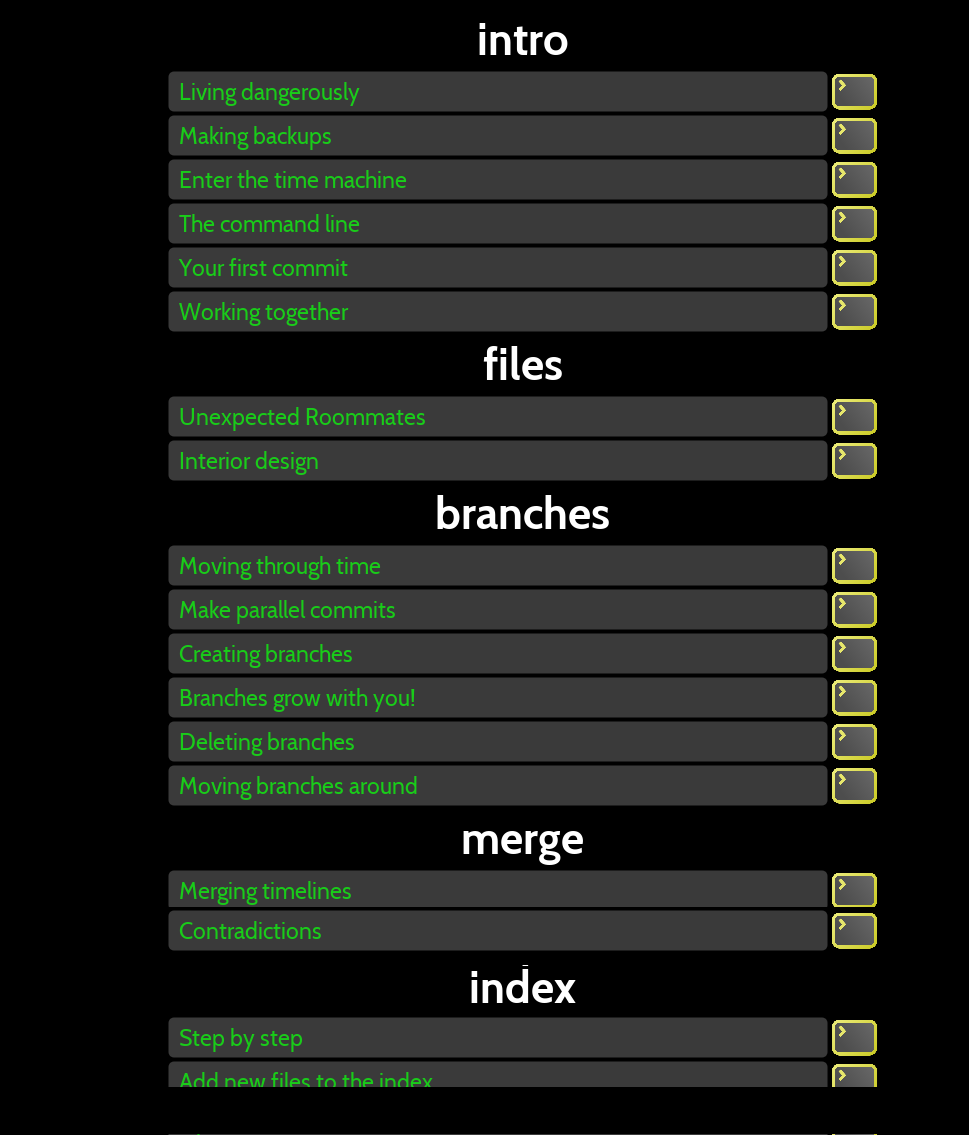 intro
Living dangerously
Making backups
Enter the time machine
The command line
Your first commit
Working together
files
Unexpected Roommates
Interior design
branches
Moving through time
Make parallel commits
Creating branches
Branches grow with you!
Deleting branches
Moving branches around
merge
Merging timelines
Contradictions
index
Step by step
Add new files to the index